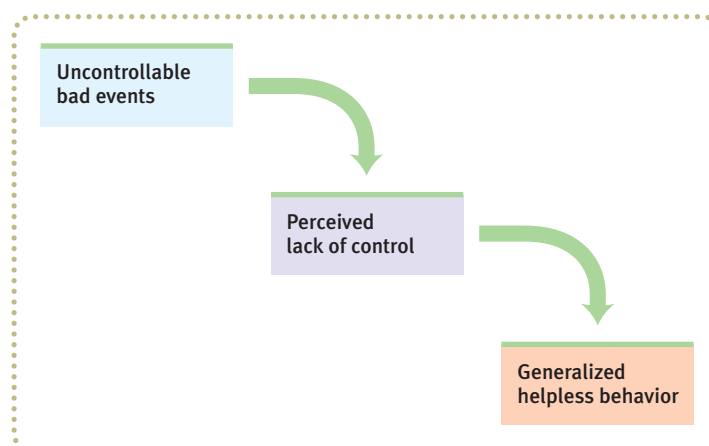 Uncontrollable
bad events
Perceived
lack of control
Generalized
helpless behavior